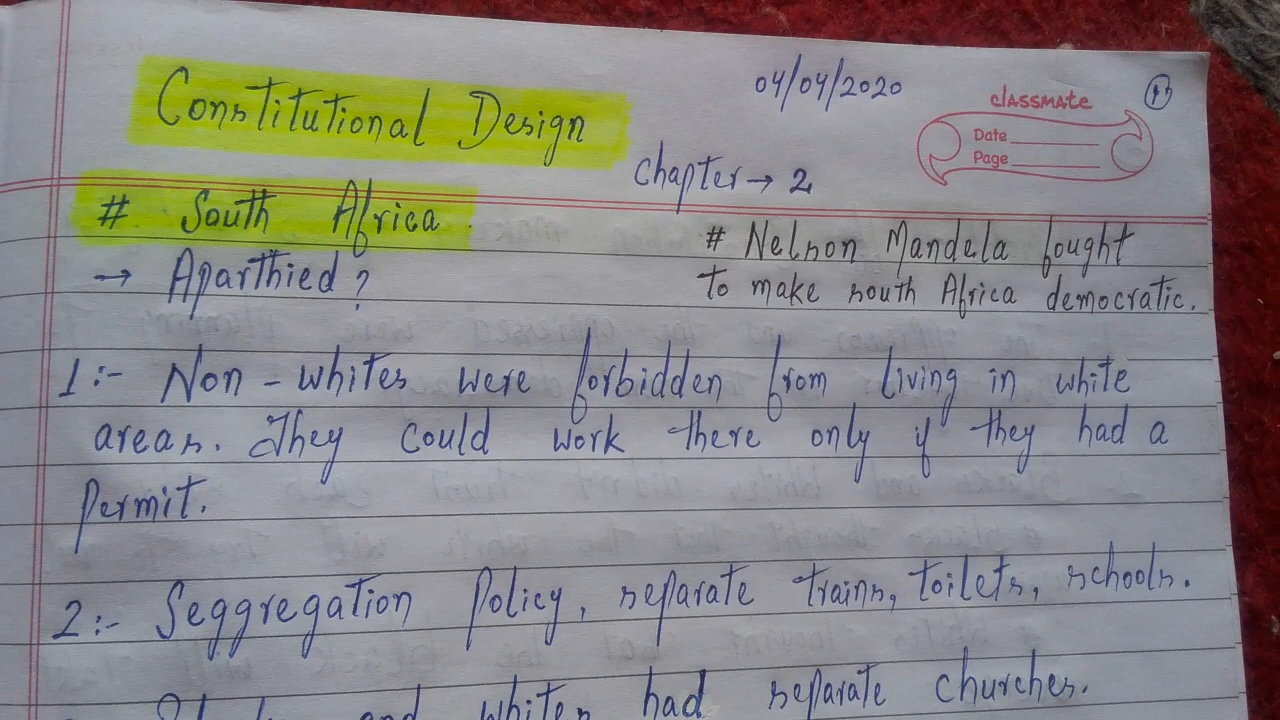 04/04/2020
Constitutional Design
classmate
Date
Page
Chapter → 2
# South Africa
# Nelson Mandela fought
to make south Africa democratic.
→ Aparthied?
1:- Non-whites were forbidden from living in white
areas. They could work there only if they had a
permit.
2:- Seggregation Policy, separate trains, toilets, schools.
and whites had separate churches.